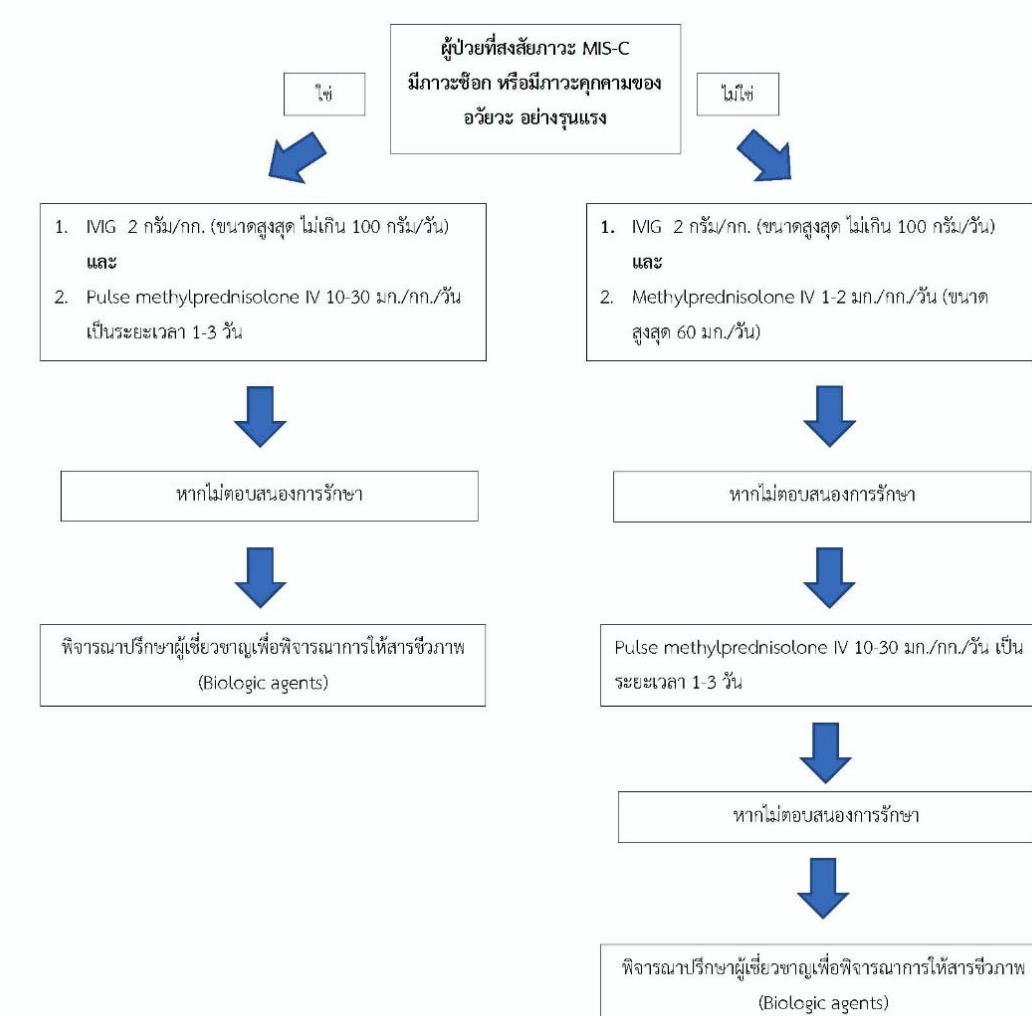 ผู้ป่วยที่สงสัยภาวะ MIS-C
มีภาวะช๊อก หรือมีภาวะคุกคามของ
อวัยวะ อย่างรุนแรง
ใช่
ไม่ใช่
1. IVIG 2 กรัม/กก. (ขนาดสูงสุด ไม่เกิน 100 กรัม/วัน)
และ
2. Pulse methylprednisolone IV 10-30 มก./กก./วัน
เป็นระยะเวลา 1-3 วัน
1. IVIG 2 กรัม/กก. (ขนาดสูงสุด ไม่เกิน 100 กรัม/วัน)
และ
2. Methylprednisolone IV 1-2 มก./กก./วัน (ขนาด
สูงสุด 60 มก./วัน)
หากไม่ตอบสนองการรักษา
หากไม่ตอบสนองการรักษา
พิจารณาปรึกษาผู้เชี่ยวชาญเพื่อพิจารณาการให้สารชีวภาพ
(Biologic agents)
Pulse methylprednisolone IV 10-30 มก./กก./วัน เป็น
ระยะเวลา 1-3 วัน
หากไม่ตอบสนองการรักษา
พิจารณาปรึกษาผู้เชี่ยวชาญเพื่อพิจารณาการให้สารชีวภาพ
(Biologic agents)